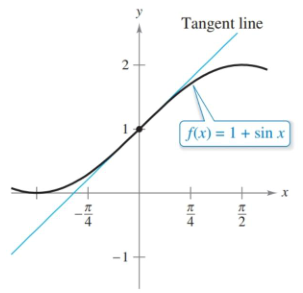 y
Tangent line
2
1
f(x) = 1 + sin x
x
-π/4
π/4
π/2
-1